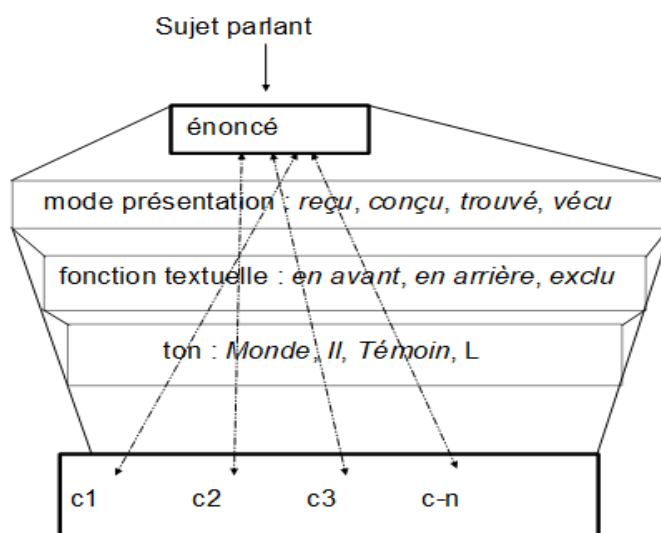 Sujet parlant
énoncé
mode présentation : reçu, conçu, trouvé, vécu
fonction textuelle : en avant, en arrière, exclu
ton : Monde, Il, Témoin, L
c1 c2 c3 c-n